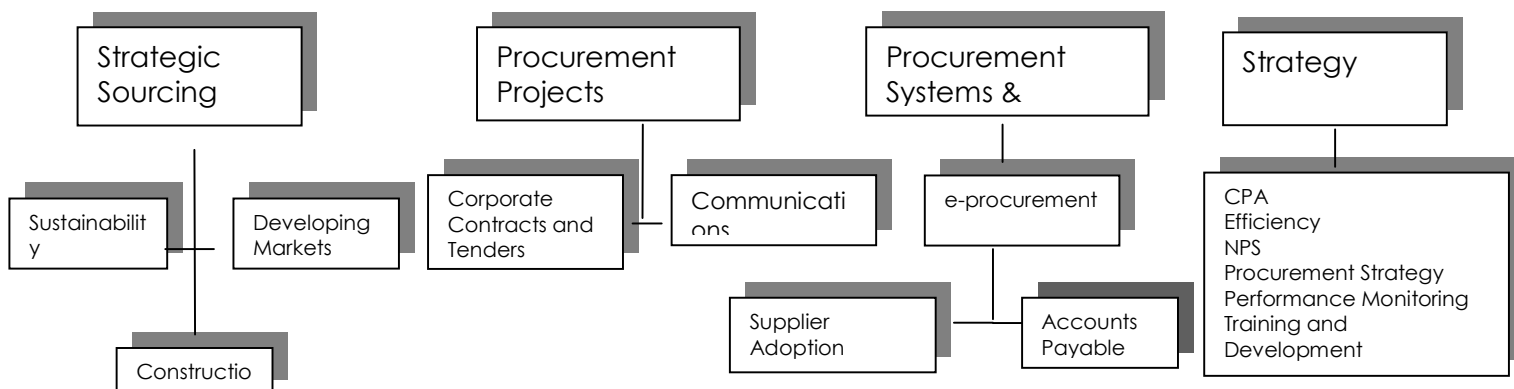 Strategic
Sourcing
Procurement
Projects
Procurement
Systems &
Strategy
Sustainabilit
y
Developing
Markets
Constructio
Corporate
Contracts and
Tenders
Communicati
ons
e-procurement
Supplier
Adoption
Accounts
Payable
CPA
Efficiency
NPS
Procurement Strategy
Performance Monitoring
Training and
Development